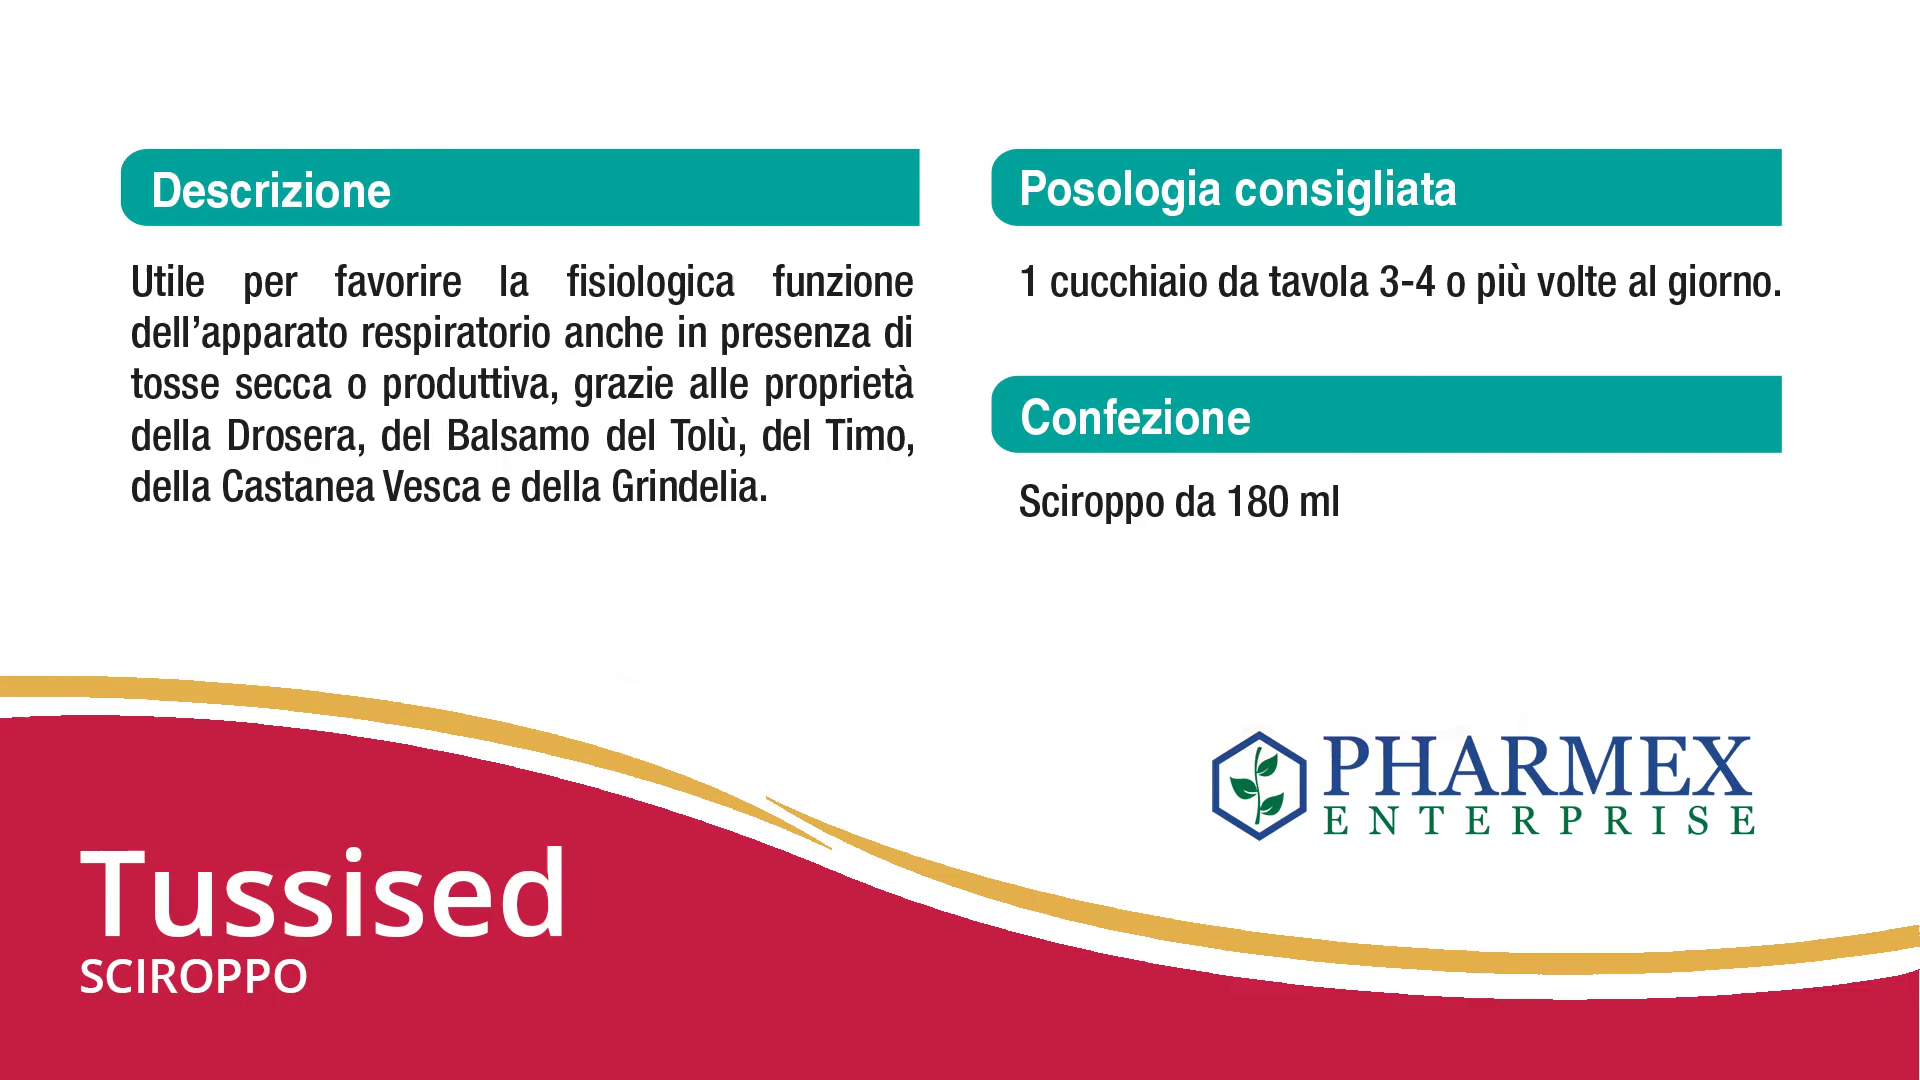 Descrizione
Utile per favorire la fisiologica funzione
dell’apparato respiratorio anche in presenza di
tosse secca o produttiva, grazie alle proprietà
della Drosera, del Balsamo del Tolù, del Timo,
della Castanea Vesca e della Grindelia.
Posologia consigliata
1 cucchiaio da tavola 3-4 o più volte al giorno.
Confezione
Sciroppo da 180 ml
PHARMEX
ENTERPRISE
Tussised
SCIROPPO